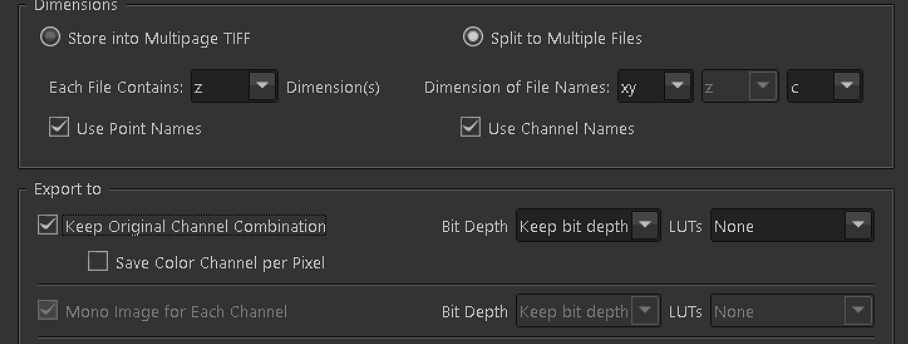 Dimensions
Store into Multipage TIFF Split to Multiple Files
Each File Contains: z Dimension(s) Dimension of File Names: xy z c
Use Point Names Use Channel Names
Export to
Keep Original Channel Combination Bit Depth Keep bit depth LUTs None
Save Color Channel per Pixel
Mono Image for Each Channel Bit Depth Keep bit depth LUTs None